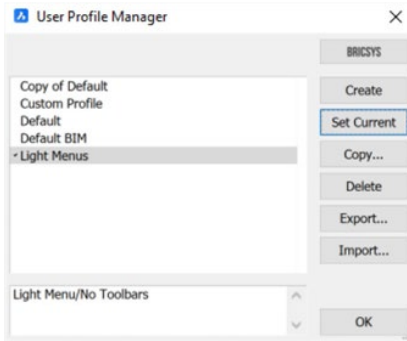 User Profile Manager
BRICSYS
Copy of Default
Custom Profile
Default
Default BIM
Light Menus
Create
Set Current
Copy...
Delete
Export...
Import...
Light Menu/No Toolbars
OK